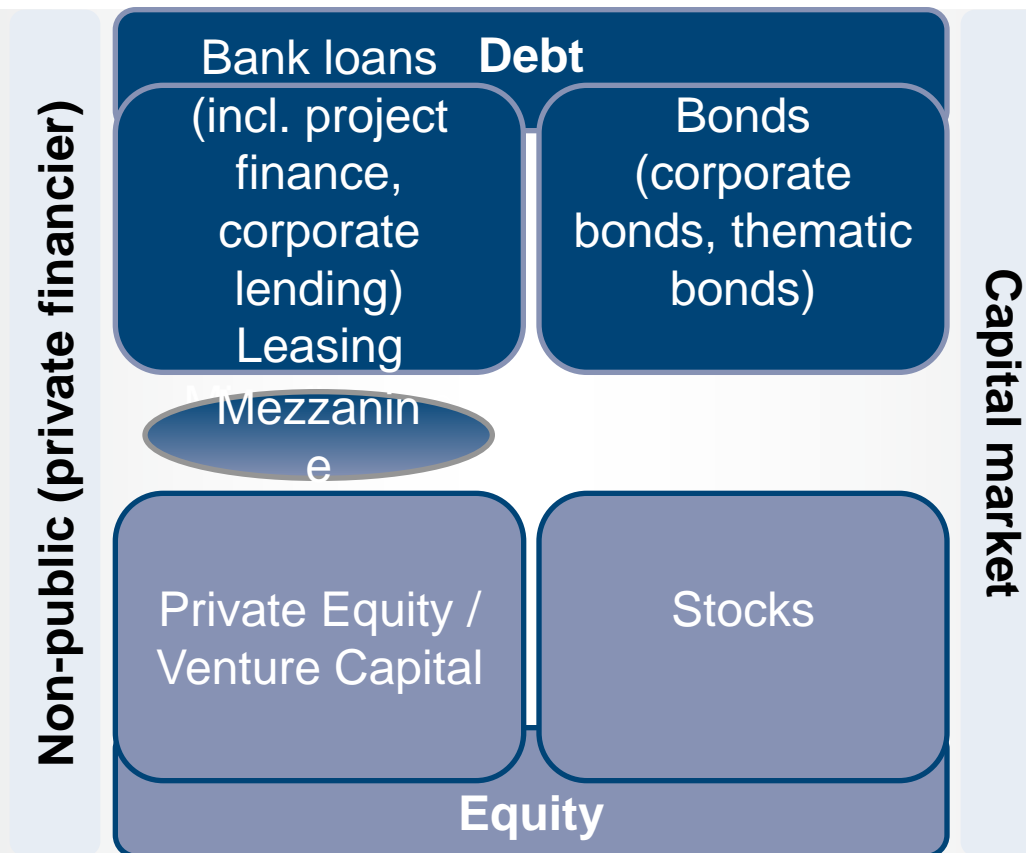 Non-public (private financier)
Debt
Bank loans
(incl. project
finance,
corporate
lending)
Leasing
Bonds
(corporate
bonds, thematic
bonds)
Mezzanin
e
Private Equity /
Venture Capital
Stocks
Equity
Capital market